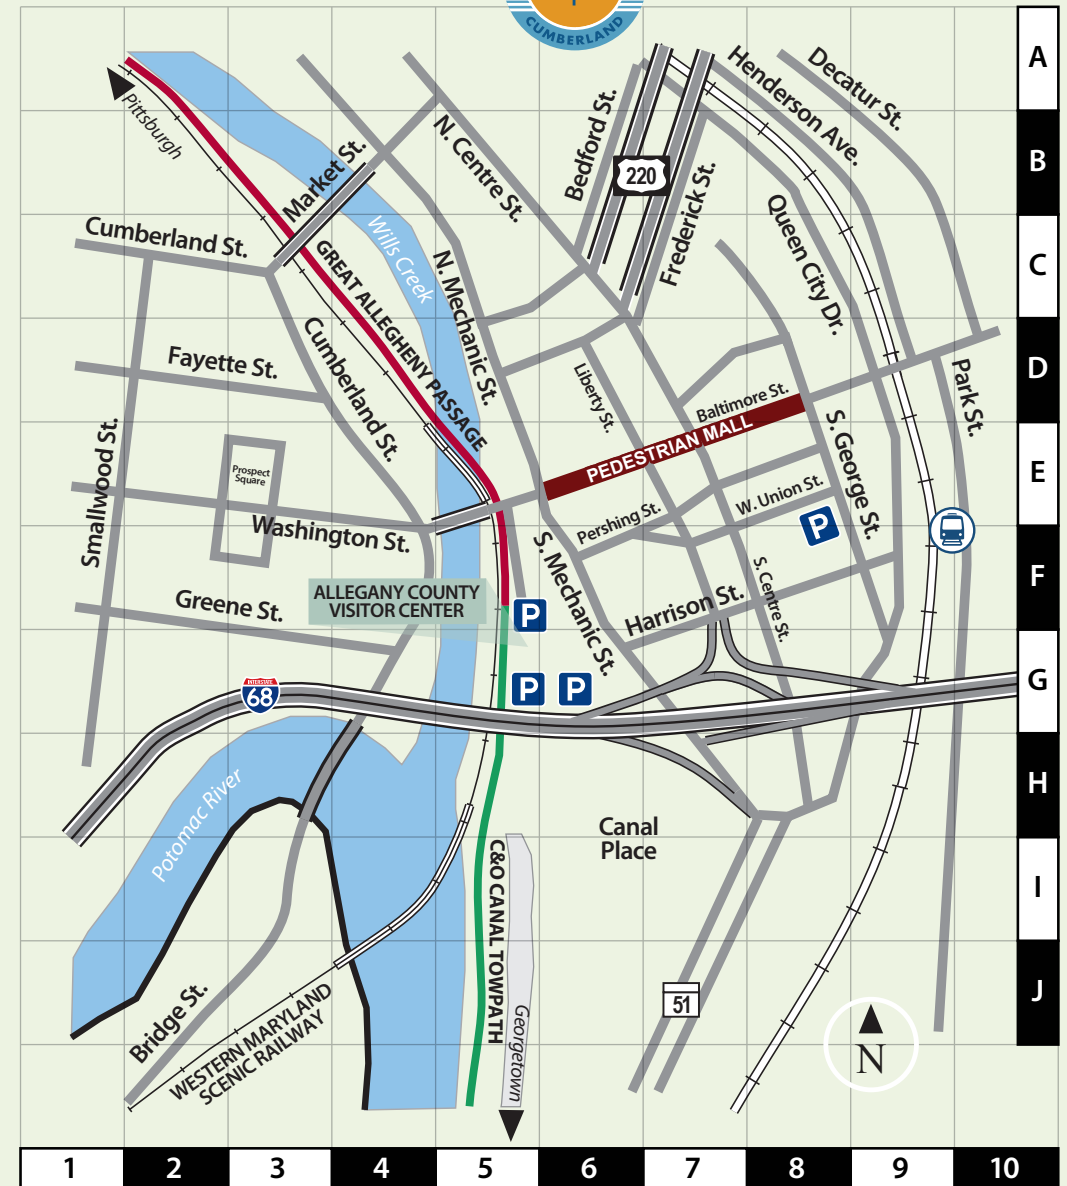 CUMBERLAND
A
Decatur St.
Henderson Ave.
Pittsburgh
N. Centre St.
Bedford St.
B
Market St.
220
Frederick St.
Queen City Dr.
Cumberland St.
Wills Creek
GREAT ALLEGHENY PASSAGE
N. Mechanic St.
C
Cumberland St.
Fayette St.
Liberty St.
Baltimore St.
Park St.
D
PEDESTRIAN MALL
S. George St.
Smallwood St.
Prospect
Square
E
W. Union St.
Pershing St.
P
Washington St.
S. Mechanic St.
S. Centre St.
F
ALLEGANY COUNTY
VISITOR CENTER
P
Greene St.
Harrison St.
G
INTERSTATE
68
P
P
H
Potomac River
Canal
Place
C&O CANAL TOWPATH
I
Bridge St.
WESTERN MARYLAND
SCENIC RAILWAY
Georgetown
51
J
N
1 2 3 4 5 6 7 8 9 10